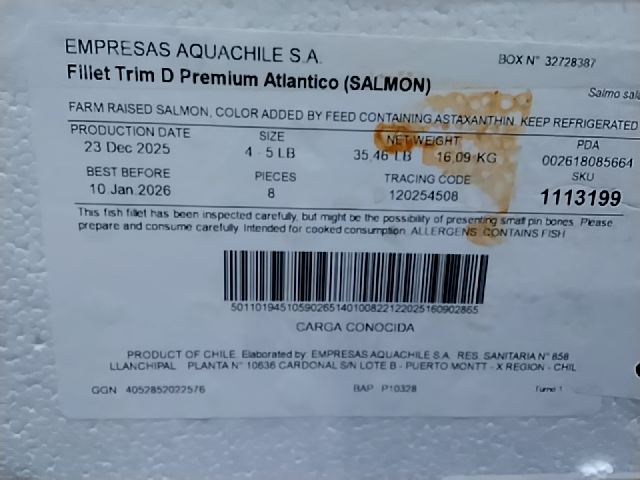 EMPRESAS AQUACHILE S.A.
BOX N° 32728387
Fillet Trim D Premium Atlantico (SALMON)
Salmo
FARM RAISED SALMON, COLOR ADDED BY FEED CONTAINING ASTAXANTHIN. KEEP REFRIGERATED
PRODUCTION DATE SIZE NET WEIGHT PDA
23 Dec 2025 4 - 5 LB 35,46 LB 16,09 KG 002618085664
BEST BEFORE PIECES TRACING CODE SKU
10 Jan 2026 8 120254508 1113199
This fish fillet has been inspected carefully, but might be the possibility of presenting small pin bones. Please
prepare and consume carefully. Intended for cooked consumption. ALLERGENS: CONTAINS FISH
CARGA CONOCIDA
PRODUCT OF CHILE. Elaborated by: EMPRESAS AQUACHILE S.A. RES. SANITARIA N° 858
LLANCHIPAL PLANTA N° 10636 CARDONAL S/N LOTE B - PUERTO MONTT - X REGION - CHIL
GGN 4052852022576 BAP P10328 Turno 1